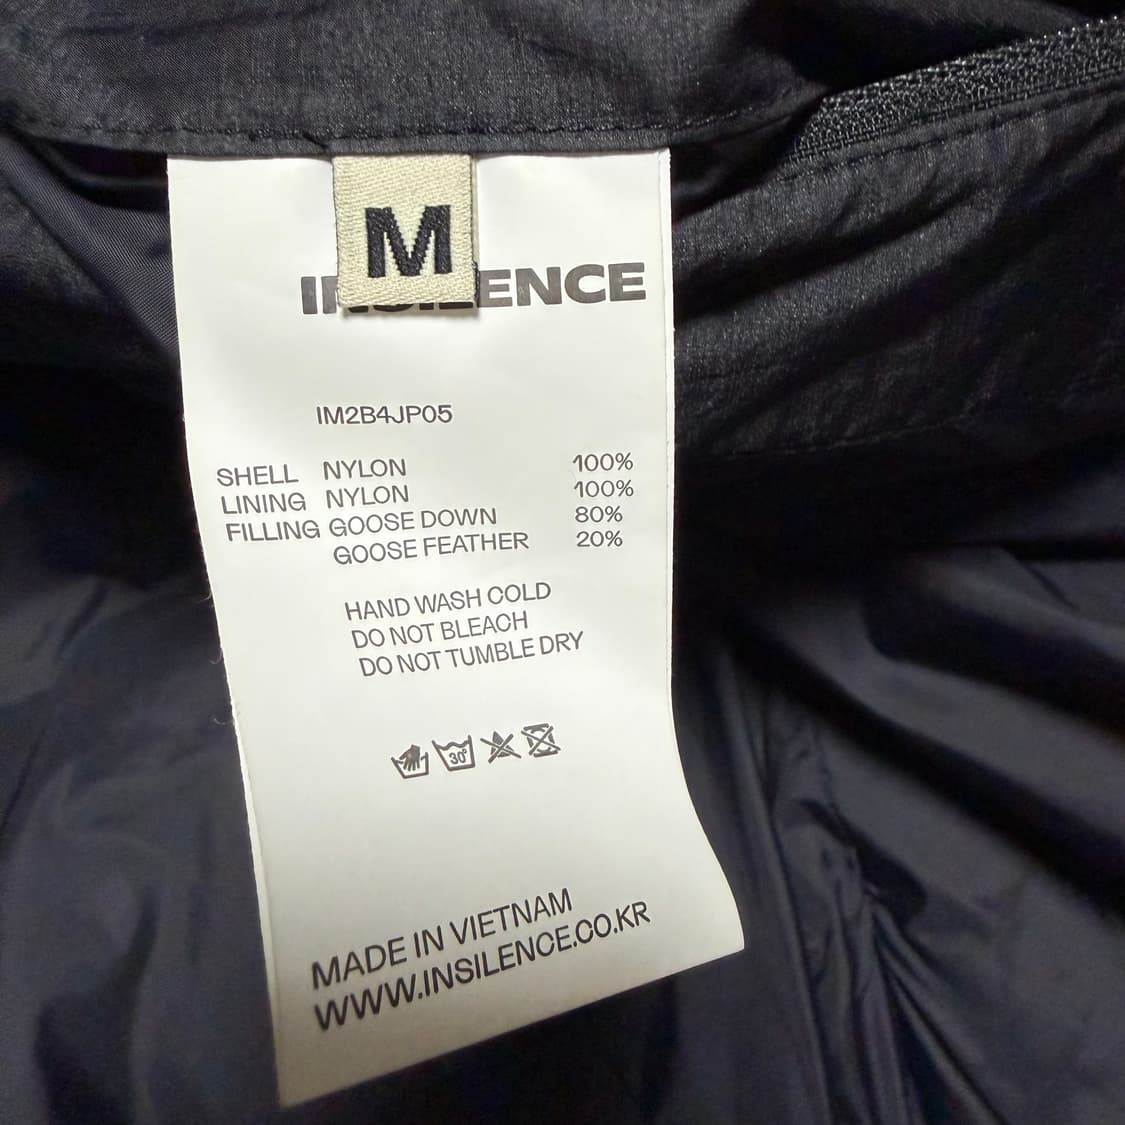 M
INSILENCE
IM2B4JP05
SHELL NYLON 100%
LINING NYLON 100%
FILLING GOOSE DOWN 80%
GOOSE FEATHER 20%
HAND WASH COLD
DO NOT BLEACH
DO NOT TUMBLE DRY
30°
MADE IN VIETNAM
WWW.INSILENCE.CO.KR